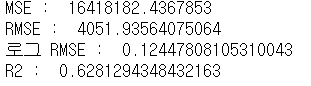 MSE :  16418182.4367853
RMSE :  4051.93564075064
로그 RMSE :  0.12447808105310043
R2 :  0.6281294348432163